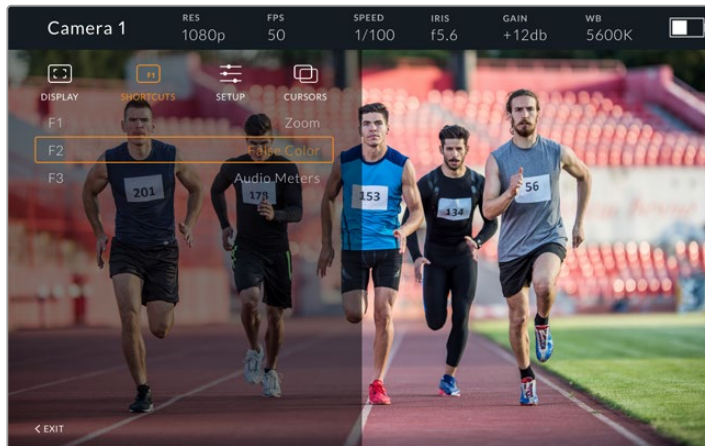 Camera 1
RES
1080p
FPS
50
SPEED
1/100
IRIS
f5.6
GAIN
+12db
WB
5600K
F1
DISPLAY
SHORTCUTS
SETUP
CURSORS
F1 Zoom
F2 False Color
F3 Audio Meters
201
178
153
134
56
< EXIT